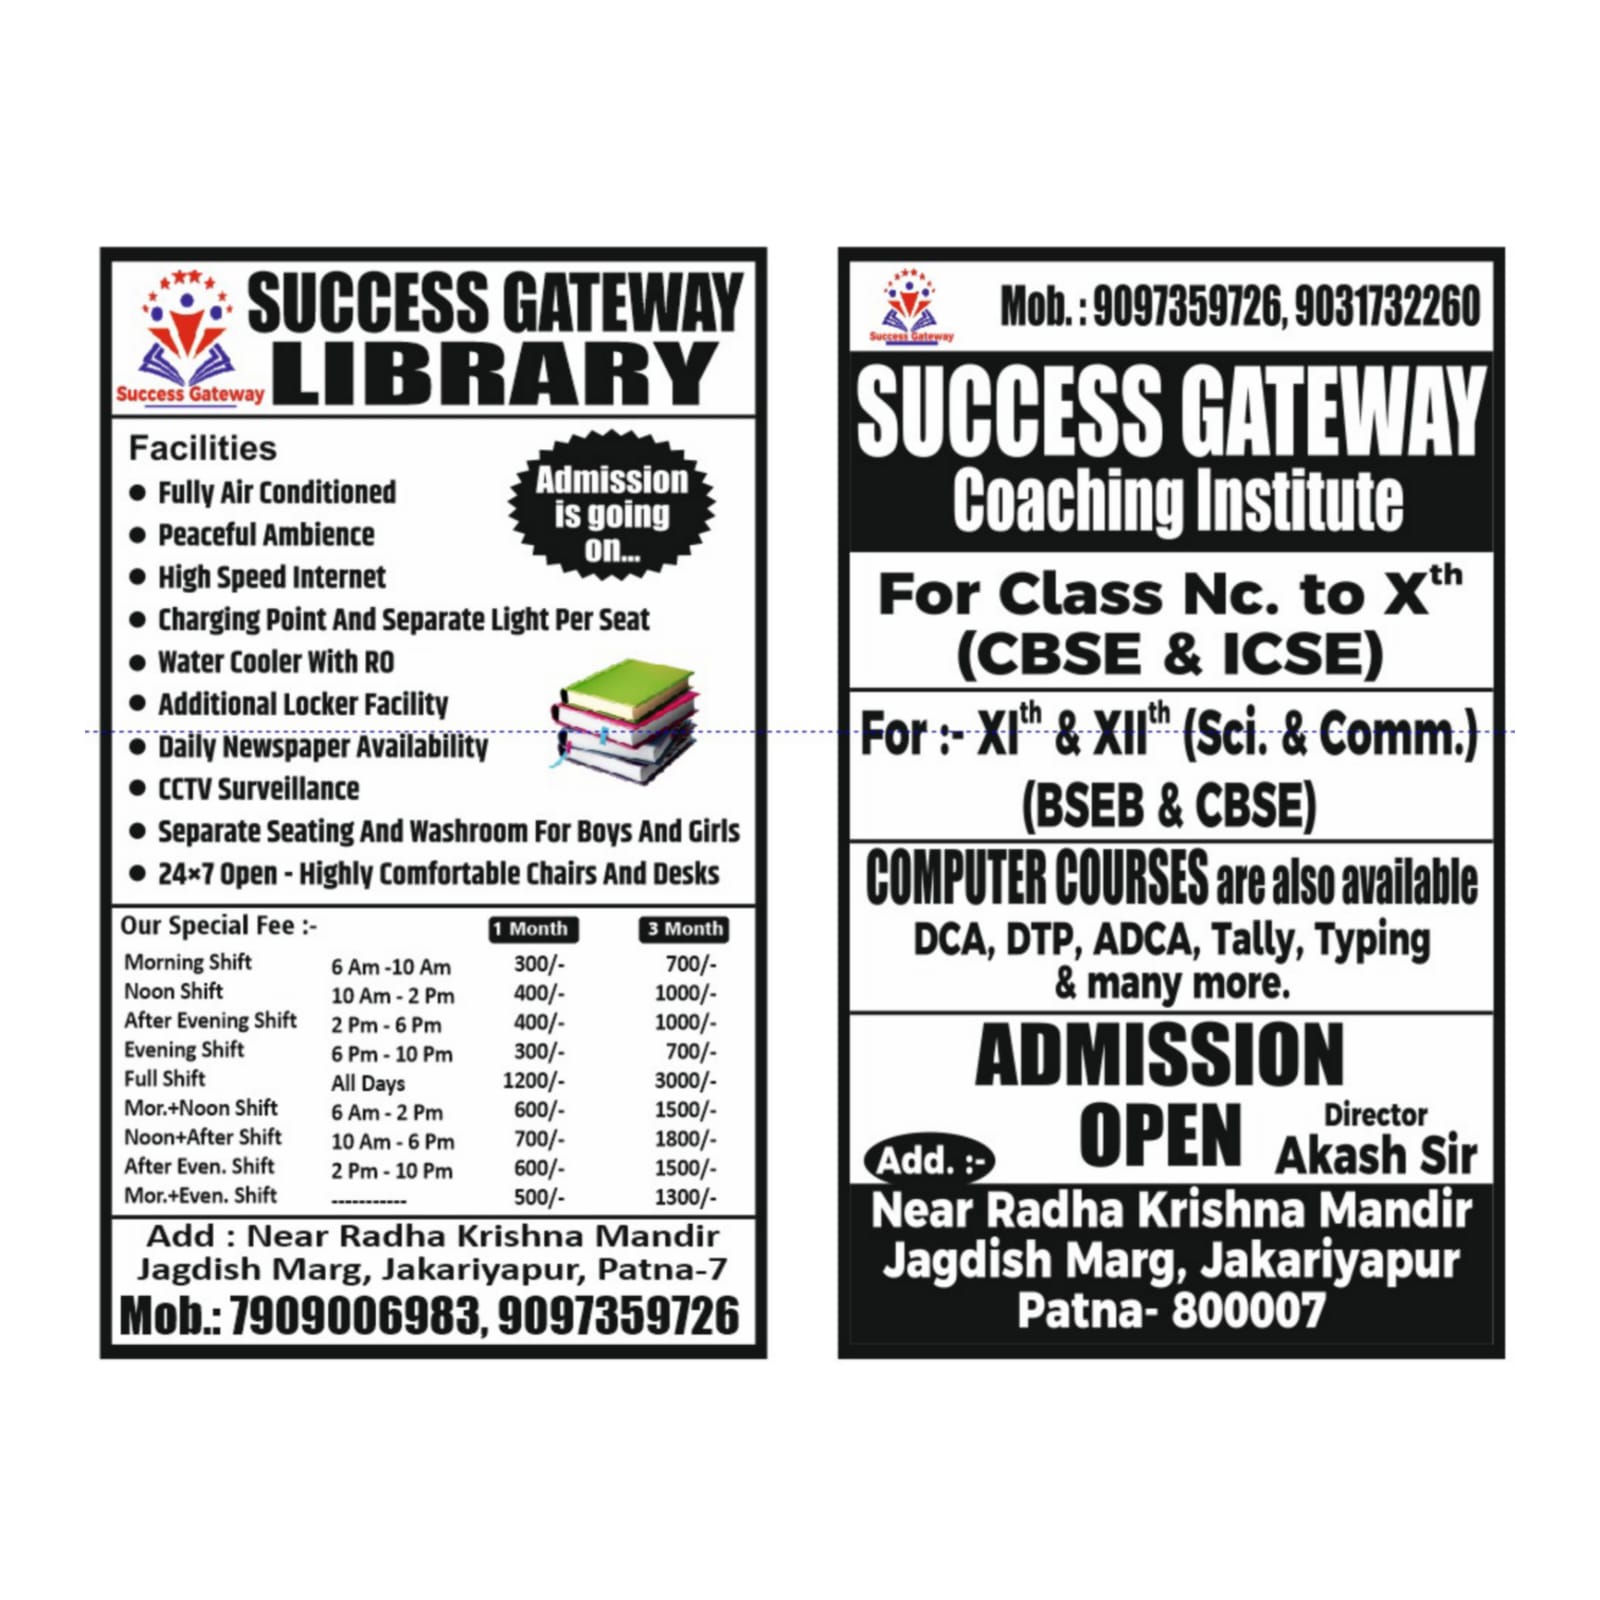 Success Gateway
SUCCESS GATEWAY
LIBRARY
Facilities
● Fully Air Conditioned
● Peaceful Ambience
● High Speed Internet
● Charging Point And Separate Light Per Seat
● Water Cooler With RO
● Additional Locker Facility
● Daily Newspaper Availability
● CCTV Surveillance
● Separate Seating And Washroom For Boys And Girls
● 24×7 Open - Highly Comfortable Chairs And Desks
Admission
is going
on...
Our Special Fee :- 1 Month 3 Month
Morning Shift 6 Am -10 Am 300/- 700/-
Noon Shift 10 Am - 2 Pm 400/- 1000/-
After Evening Shift 2 Pm - 6 Pm 400/- 1000/-
Evening Shift 6 Pm - 10 Pm 300/- 700/-
Full Shift All Days 1200/- 3000/-
Mor.+Noon Shift 6 Am - 2 Pm 600/- 1500/-
Noon+After Shift 10 Am - 6 Pm 700/- 1800/-
After Even. Shift 2 Pm - 10 Pm 600/- 1500/-
Mor.+Even. Shift ----------- 500/- 1300/-
Add : Near Radha Krishna Mandir
Jagdish Marg, Jakariyapur, Patna-7
Mob.: 7909006983, 9097359726
Success Gateway
Mob. : 9097359726, 9031732260
SUCCESS GATEWAY
Coaching Institute
For Class Nc. to Xth
(CBSE & ICSE)
For :- XIth & XIIth (Sci. & Comm.)
(BSEB & CBSE)
COMPUTER COURSES are also available
DCA, DTP, ADCA, Tally, Typing
& many more.
ADMISSION
OPEN
Director
Akash Sir
Add. :-
Near Radha Krishna Mandir
Jagdish Marg, Jakariyapur
Patna- 800007